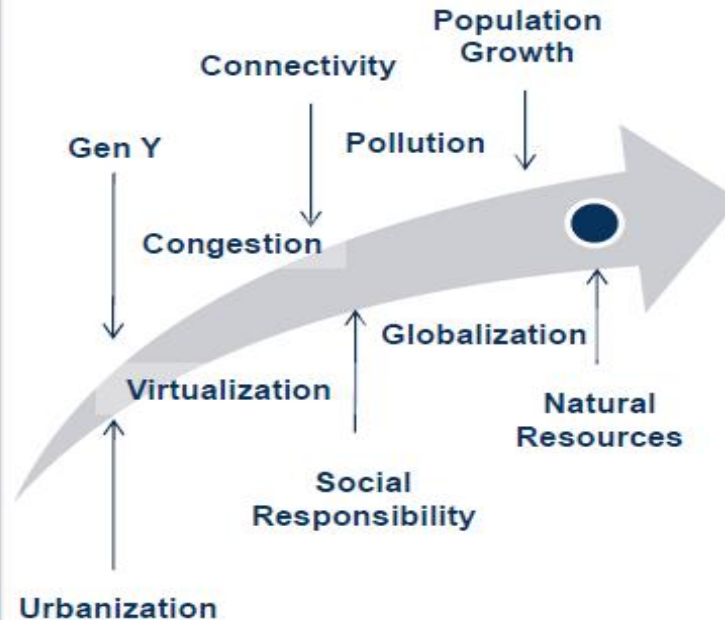 Population
Growth
Connectivity
Pollution
Gen Y
Congestion
Globalization
Virtualization
Natural
Resources
Social
Responsibility
Urbanization